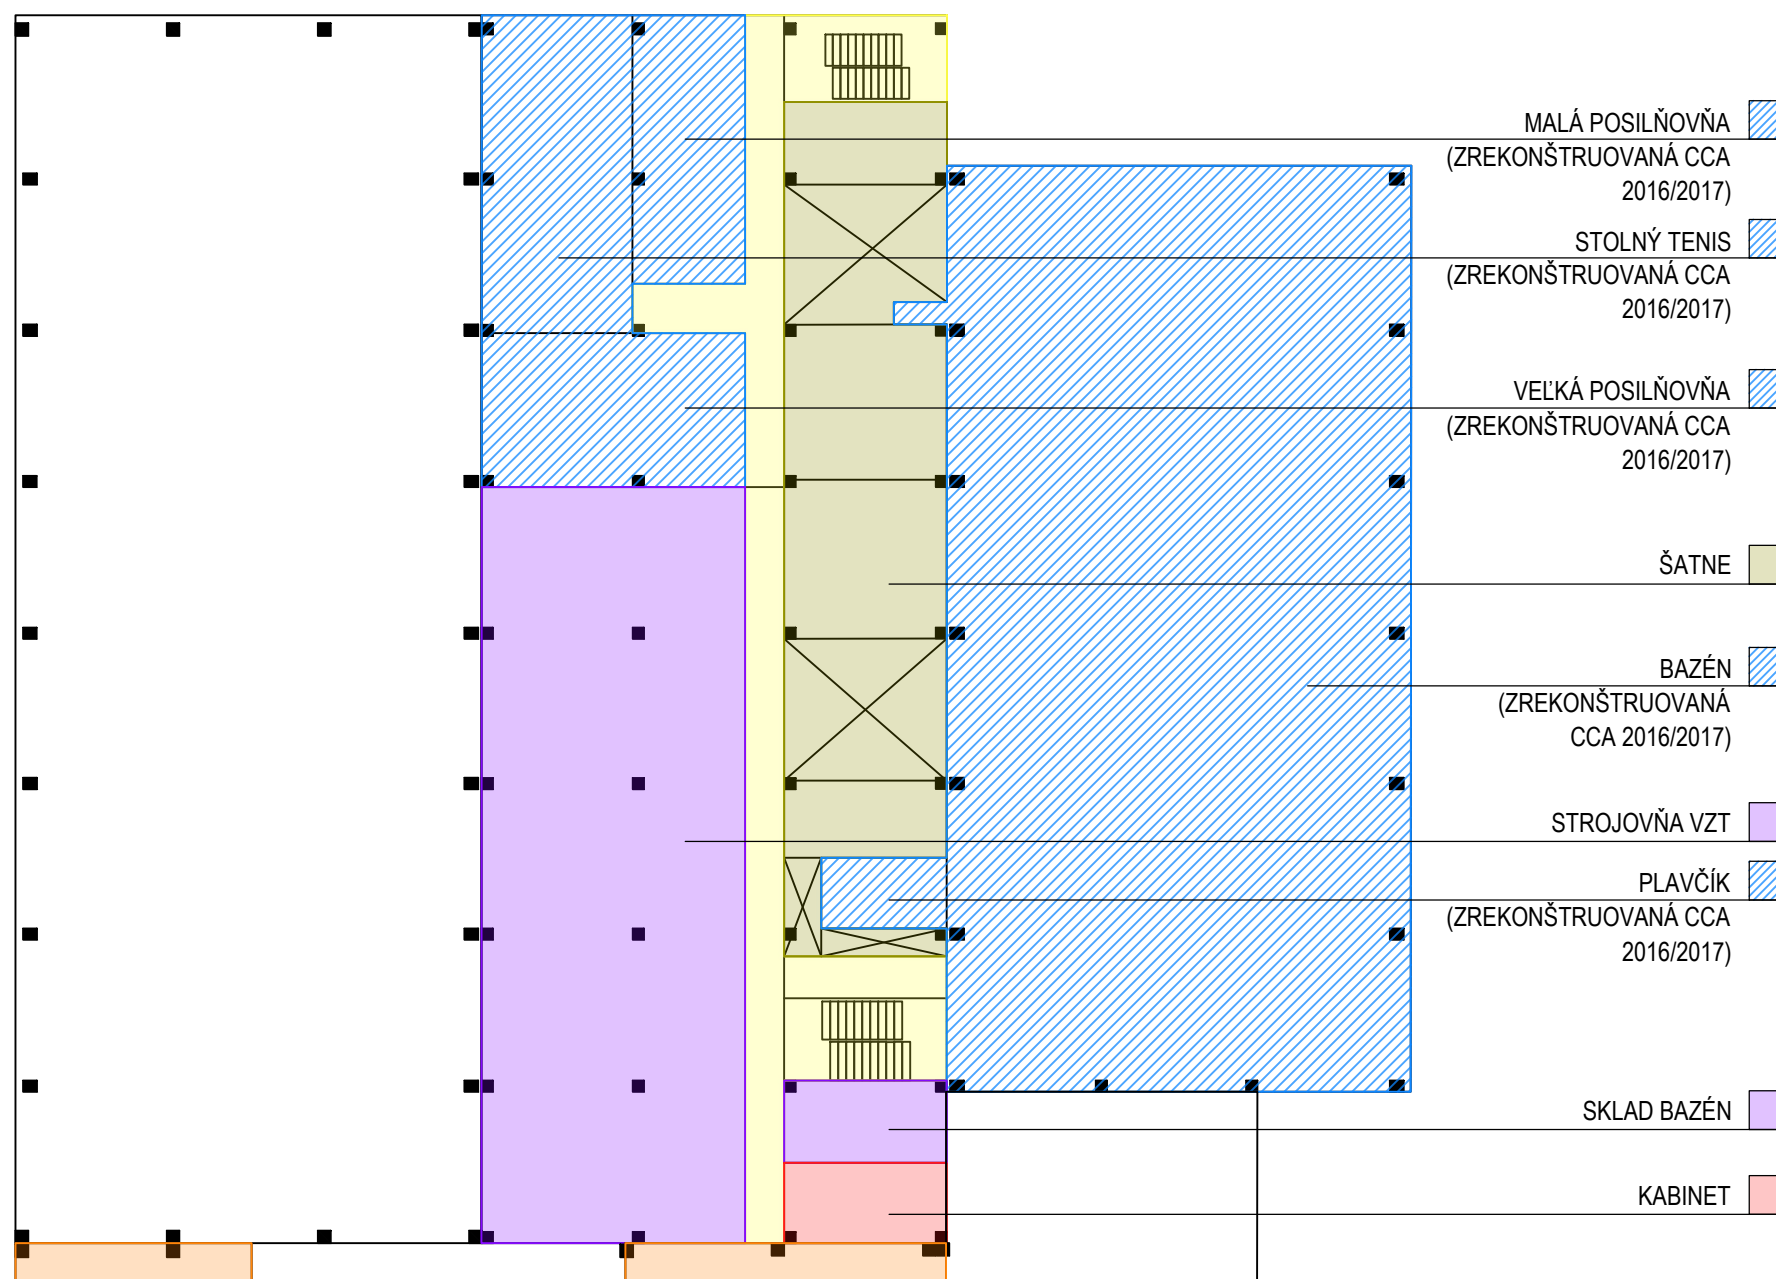 MALÁ POSILŇOVŇA
(ZREKONŠTRUOVANÁ CCA
2016/2017)
STOLNÝ TENIS
(ZREKONŠTRUOVANÁ CCA
2016/2017)
VEĽKÁ POSILŇOVŇA
(ZREKONŠTRUOVANÁ CCA
2016/2017)
ŠATNE
BAZÉN
(ZREKONŠTRUOVANÁ
CCA 2016/2017)
STROJOVŇA VZT
PLAVČÍK
(ZREKONŠTRUOVANÁ CCA
2016/2017)
SKLAD BAZÉN
KABINET